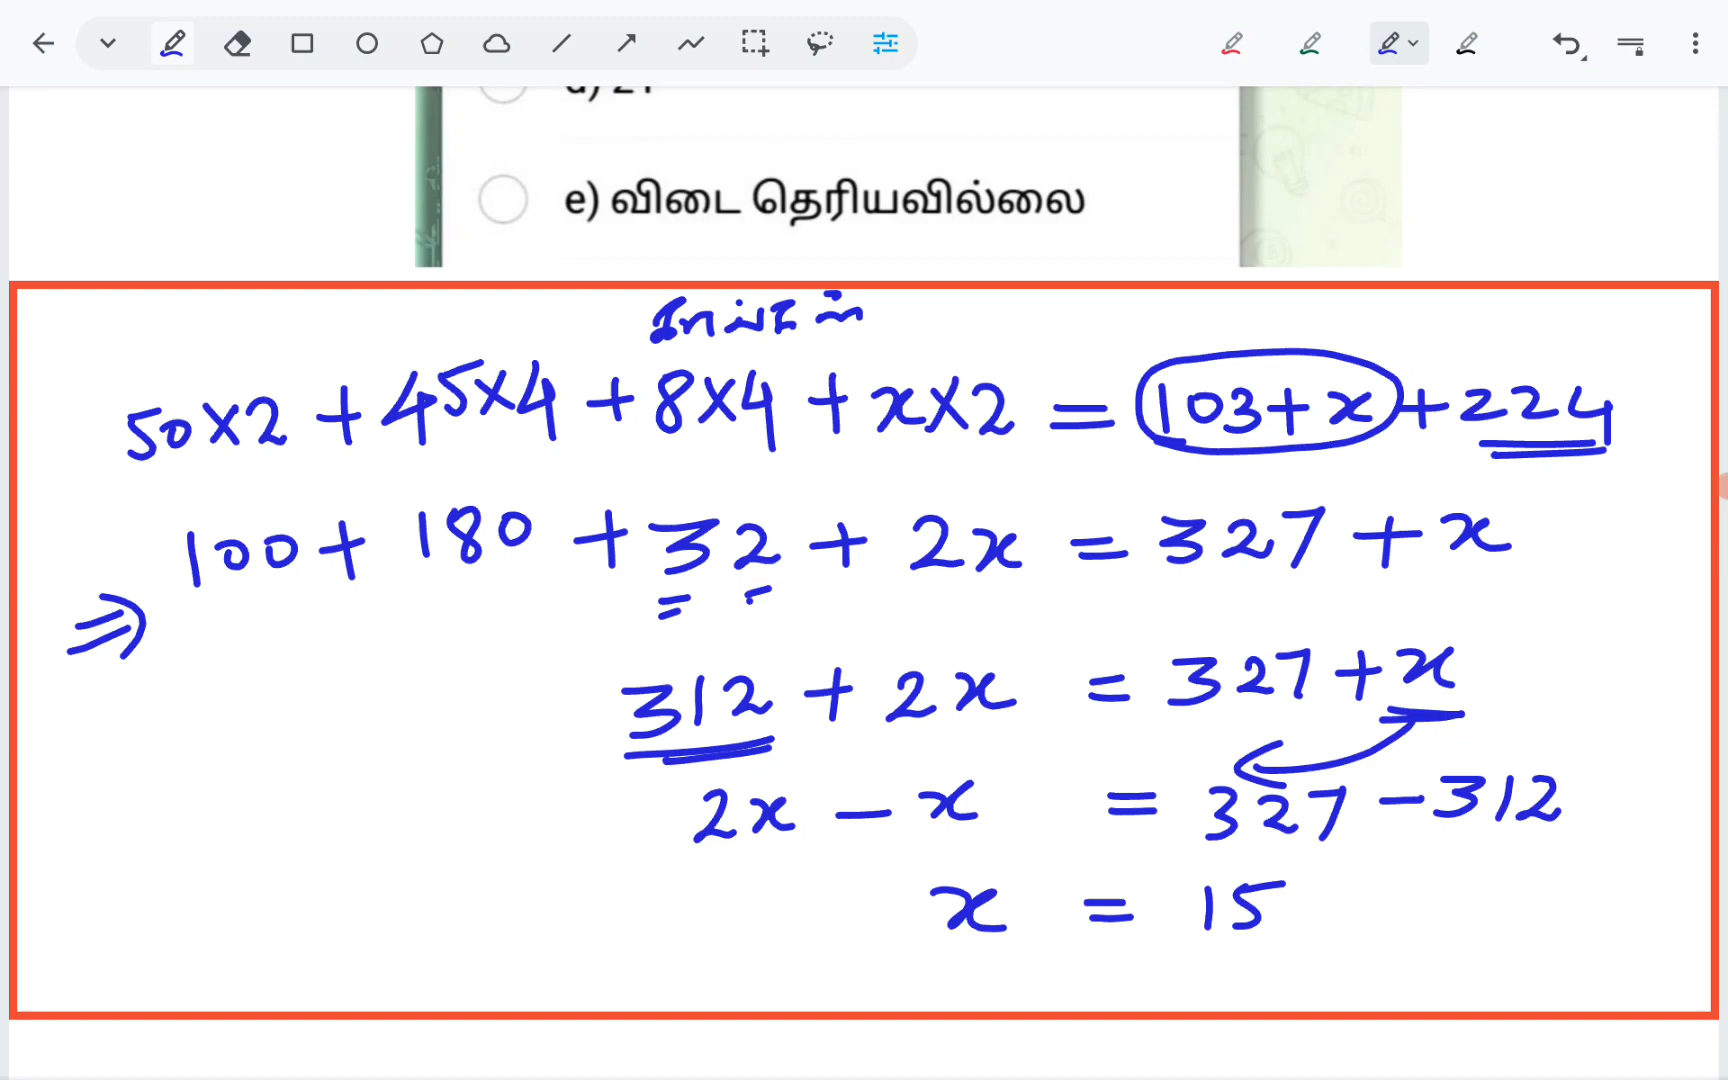 e) விடை தெரியவில்லை
50×2 + 45×4 + 8×4 + x×2 = 103 + x + 224
100 + 180 + 32 + 2x = 327 + x
⇒
312 + 2x = 327 + x
2x − x = 327 − 312
x = 15